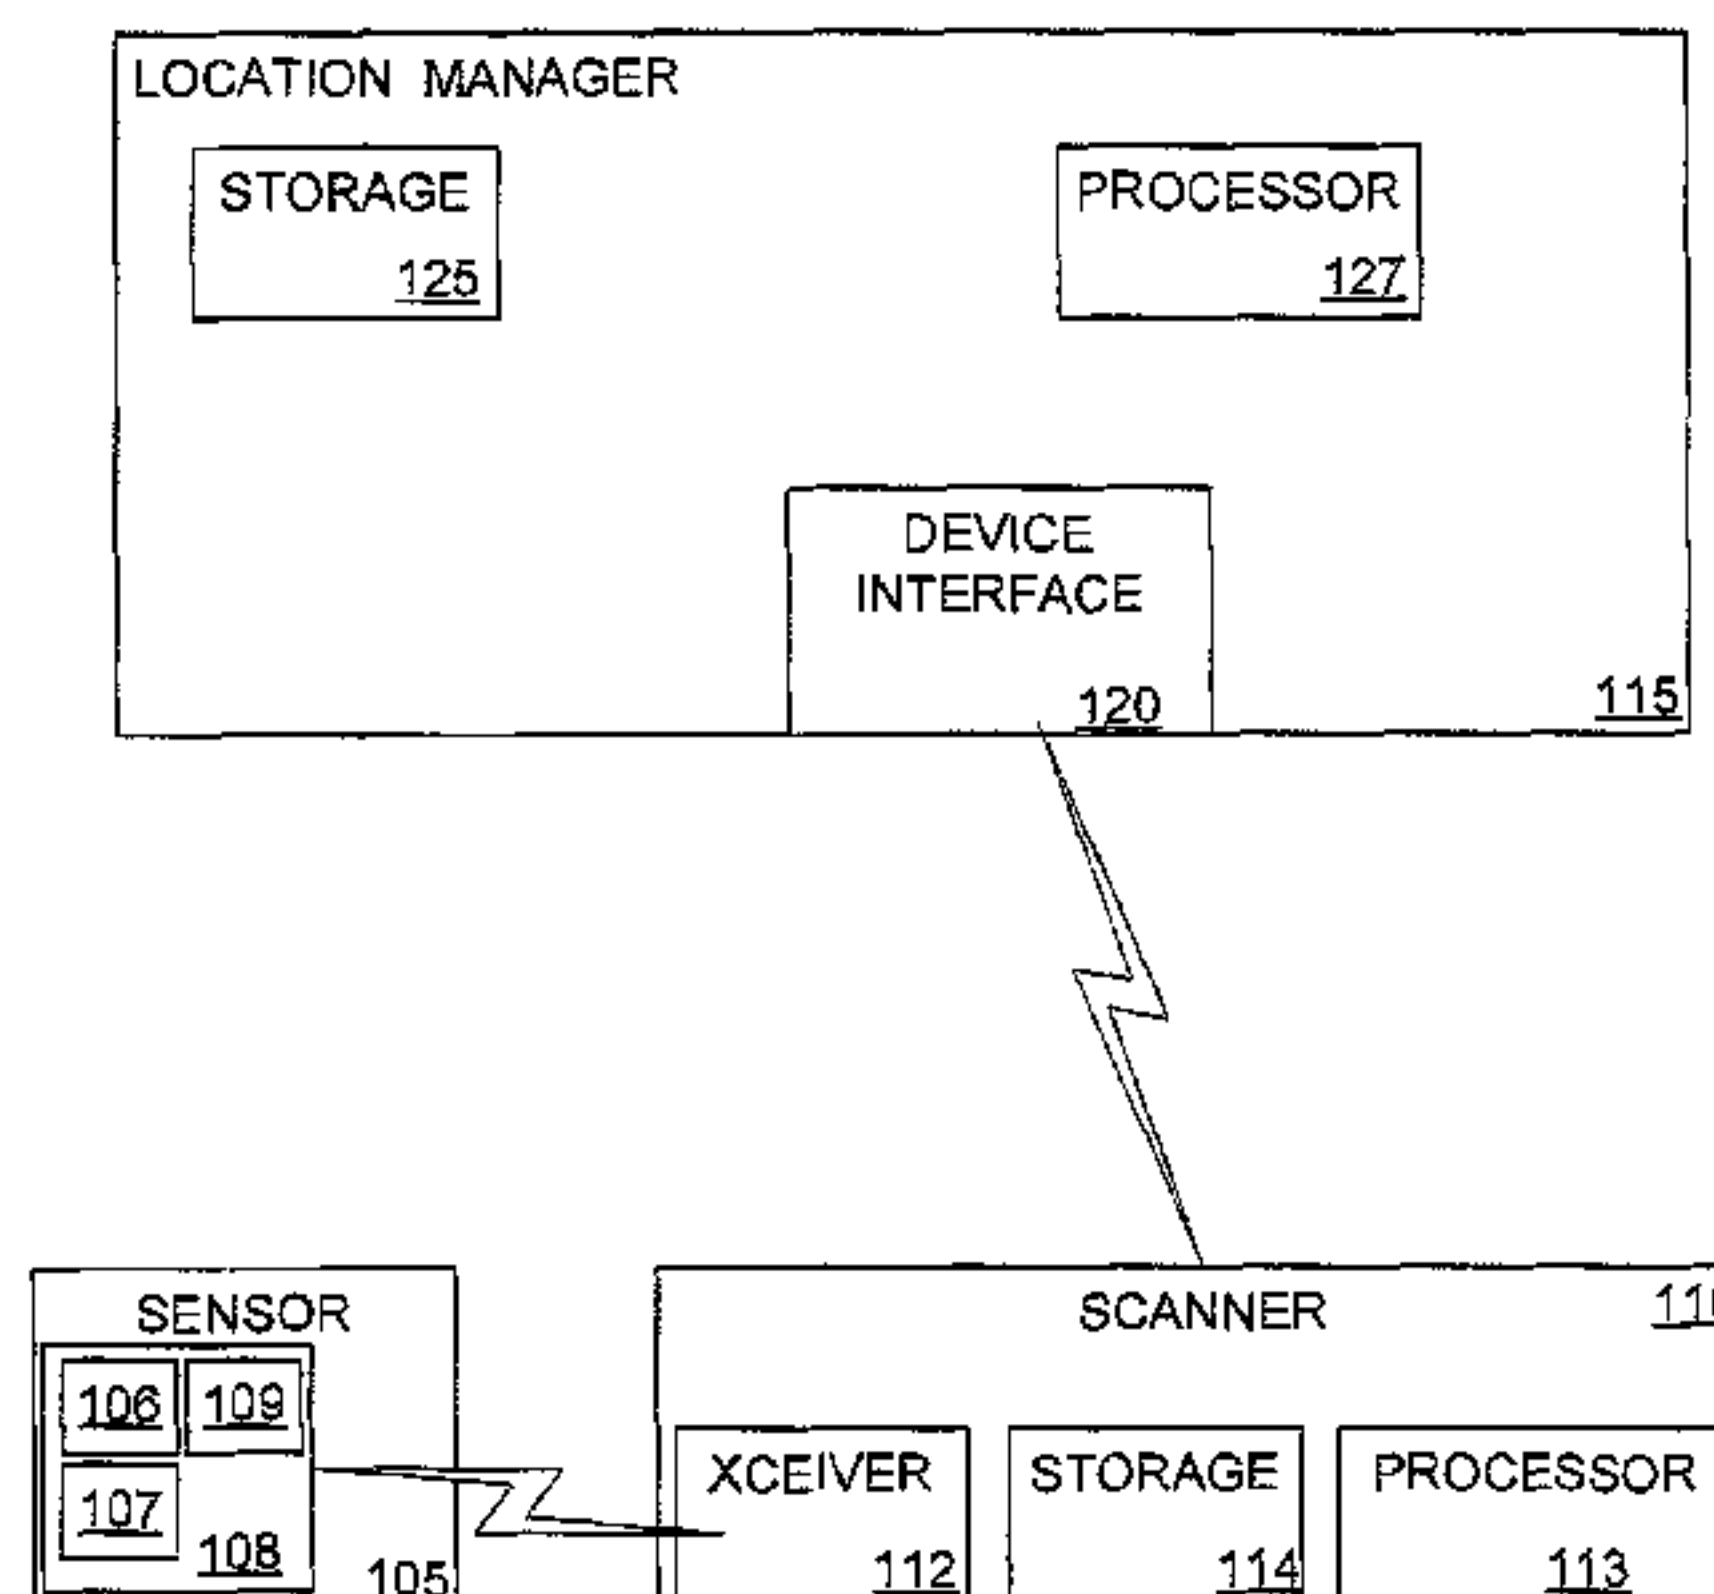 LOCATION MANAGER
STORAGE
125
PROCESSOR
127
DEVICE
INTERFACE
120
115
SENSOR
106
109
107
108
105
SCANNER
XCEIVER
112
STORAGE
114
PROCESSOR
113